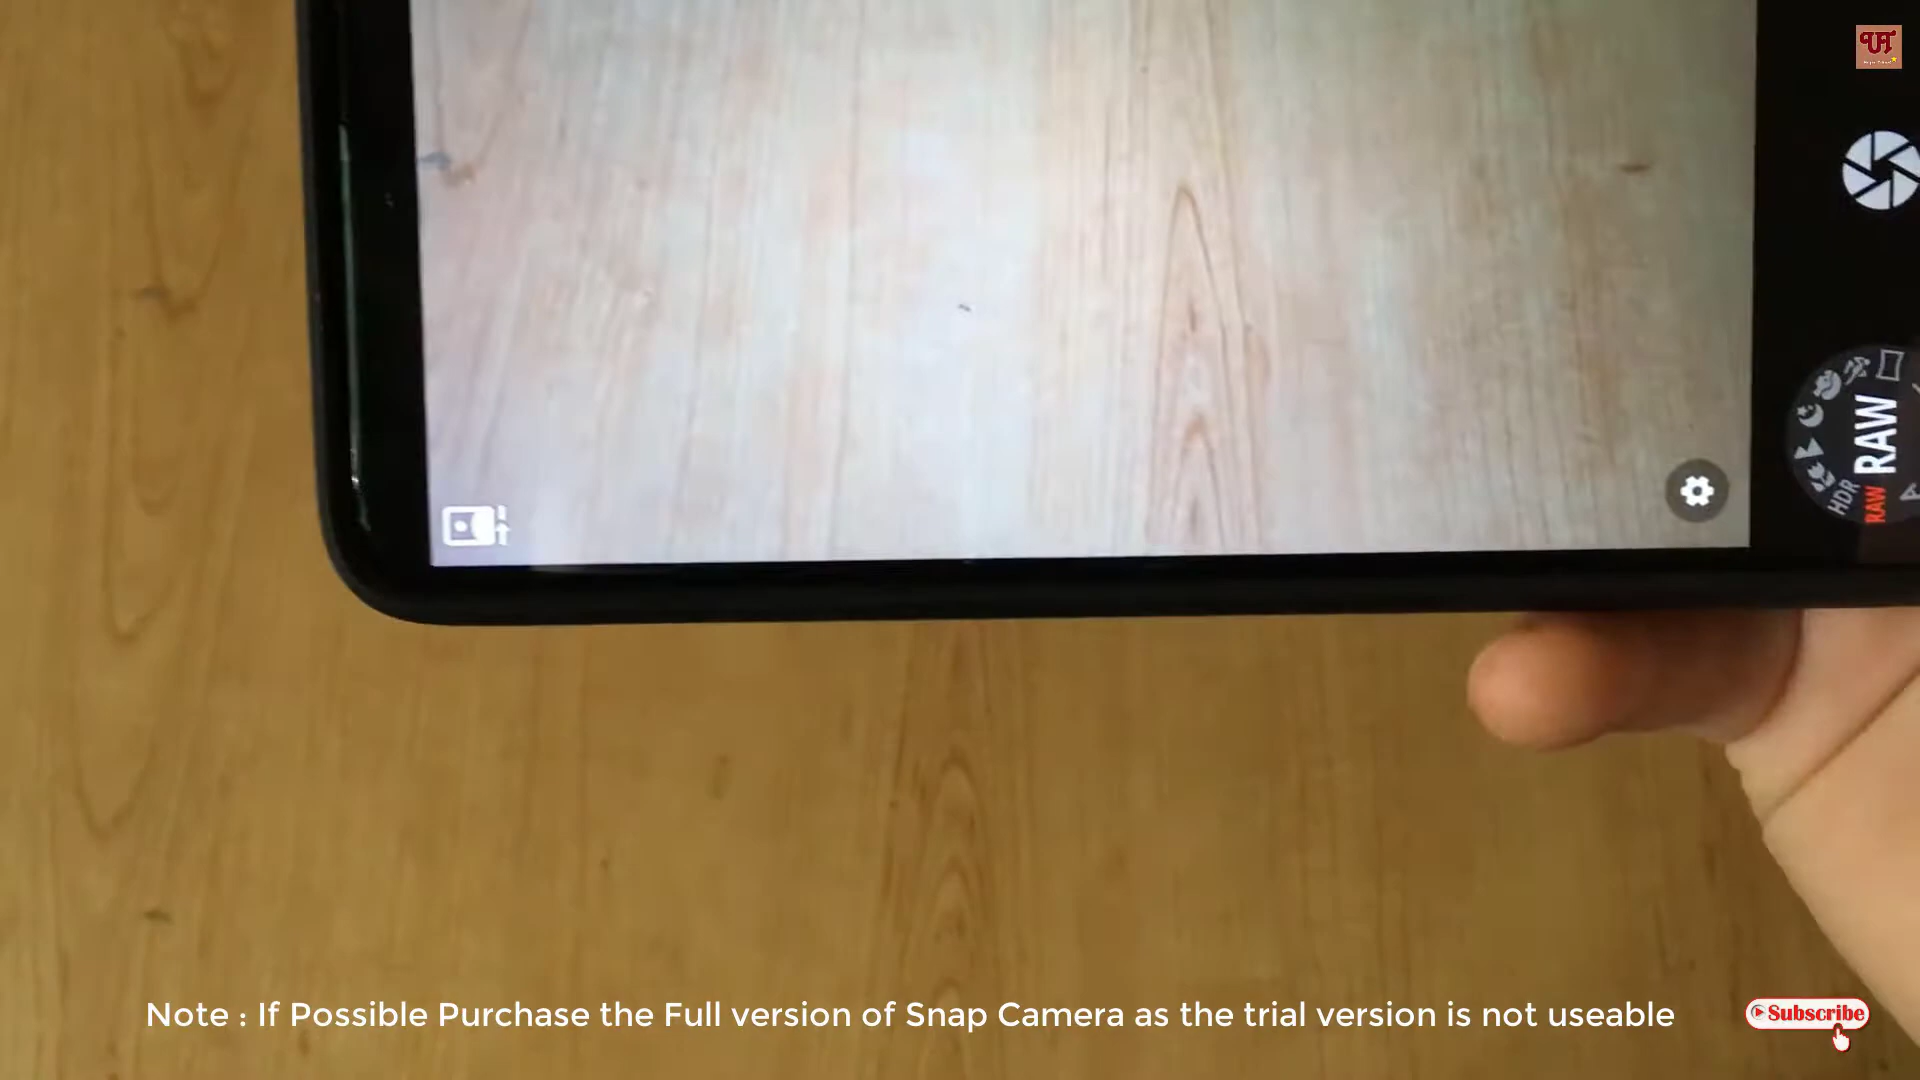 RAW
HDR
RAW
Note : If Possible Purchase the Full version of Snap Camera as the trial version is not useable
Subscribe